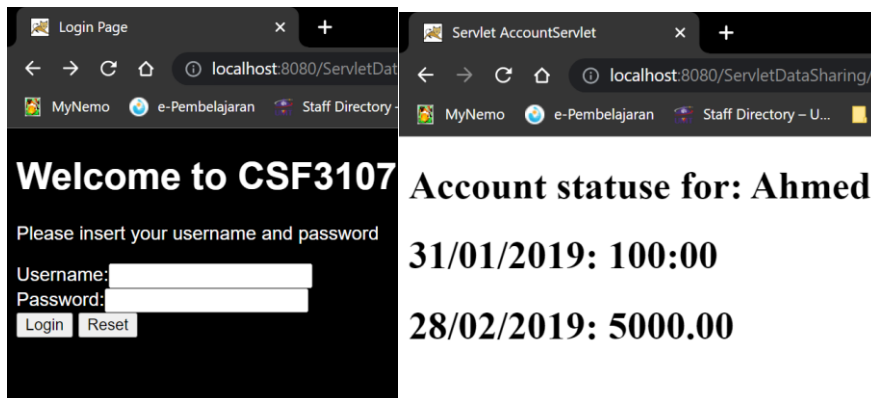 Login Page
localhost:8080/ServletDat
MyNemo e-Pembelajaran Staff Directory -
Welcome to CSF3107
Please insert your username and password
Username:
Password:
Login Reset
Servlet AccountServlet
localhost:8080/ServletDataSharing/
MyNemo e-Pembelajaran Staff Directory – U...
Account statuse for: Ahmed
31/01/2019: 100:00
28/02/2019: 5000.00